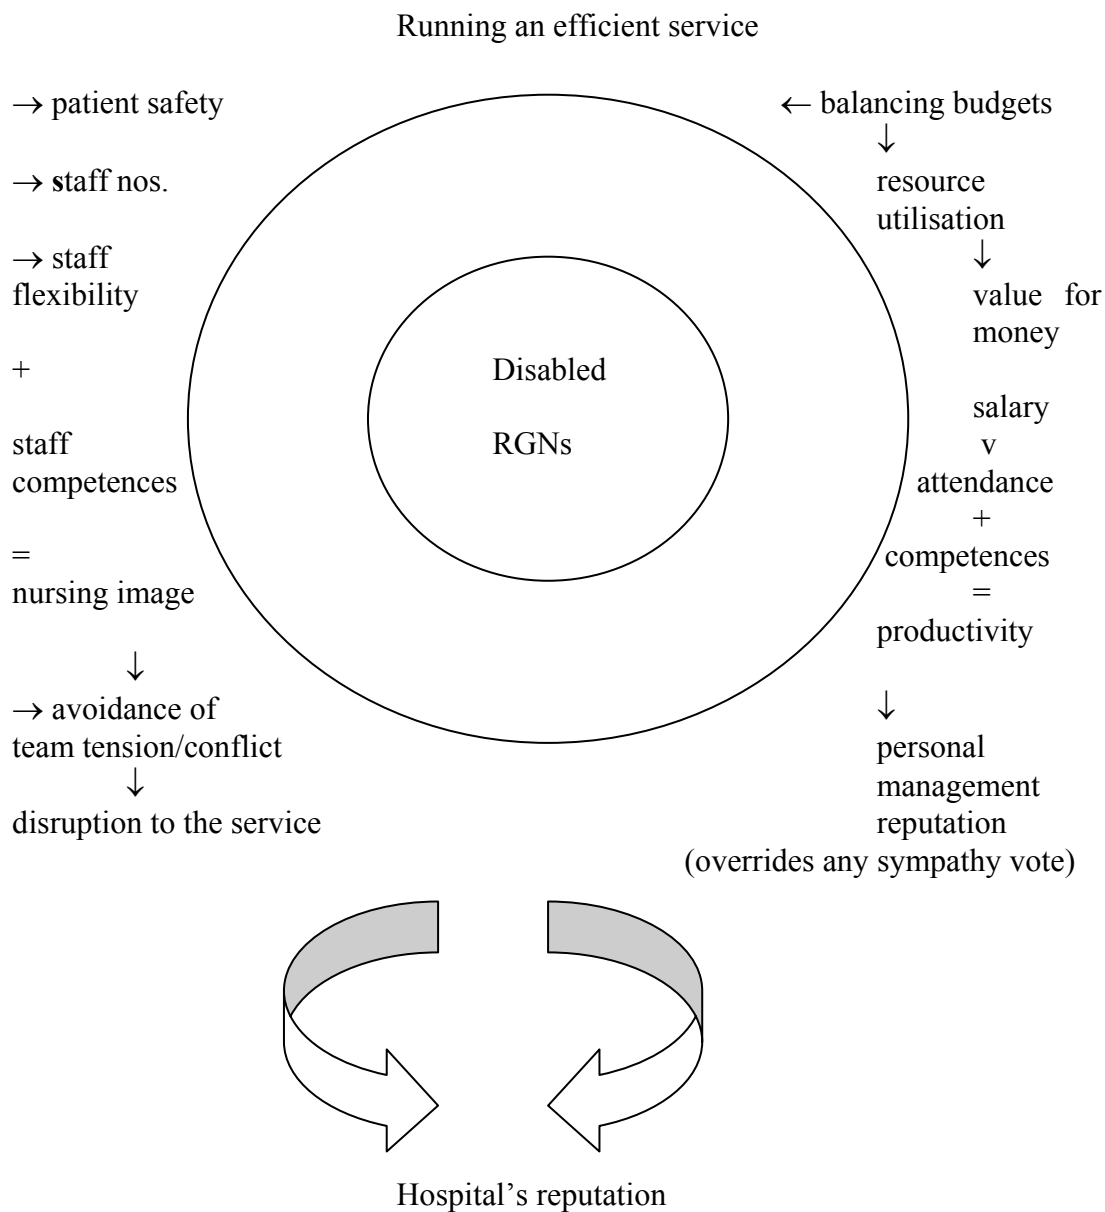 Running an efficient service
→ patient safety
→ staff nos.
→ staff
flexibility
+
staff
competences
=
nursing image
↓
→ avoidance of
team tension/conflict
↓
disruption to the service
Disabled
RGNs
← balancing budgets
↓
resource
utilisation
↓
value for
money
salary
v
attendance
+
competences
=
productivity
↓
personal
management
reputation
(overrides any sympathy vote)
Hospital’s reputation